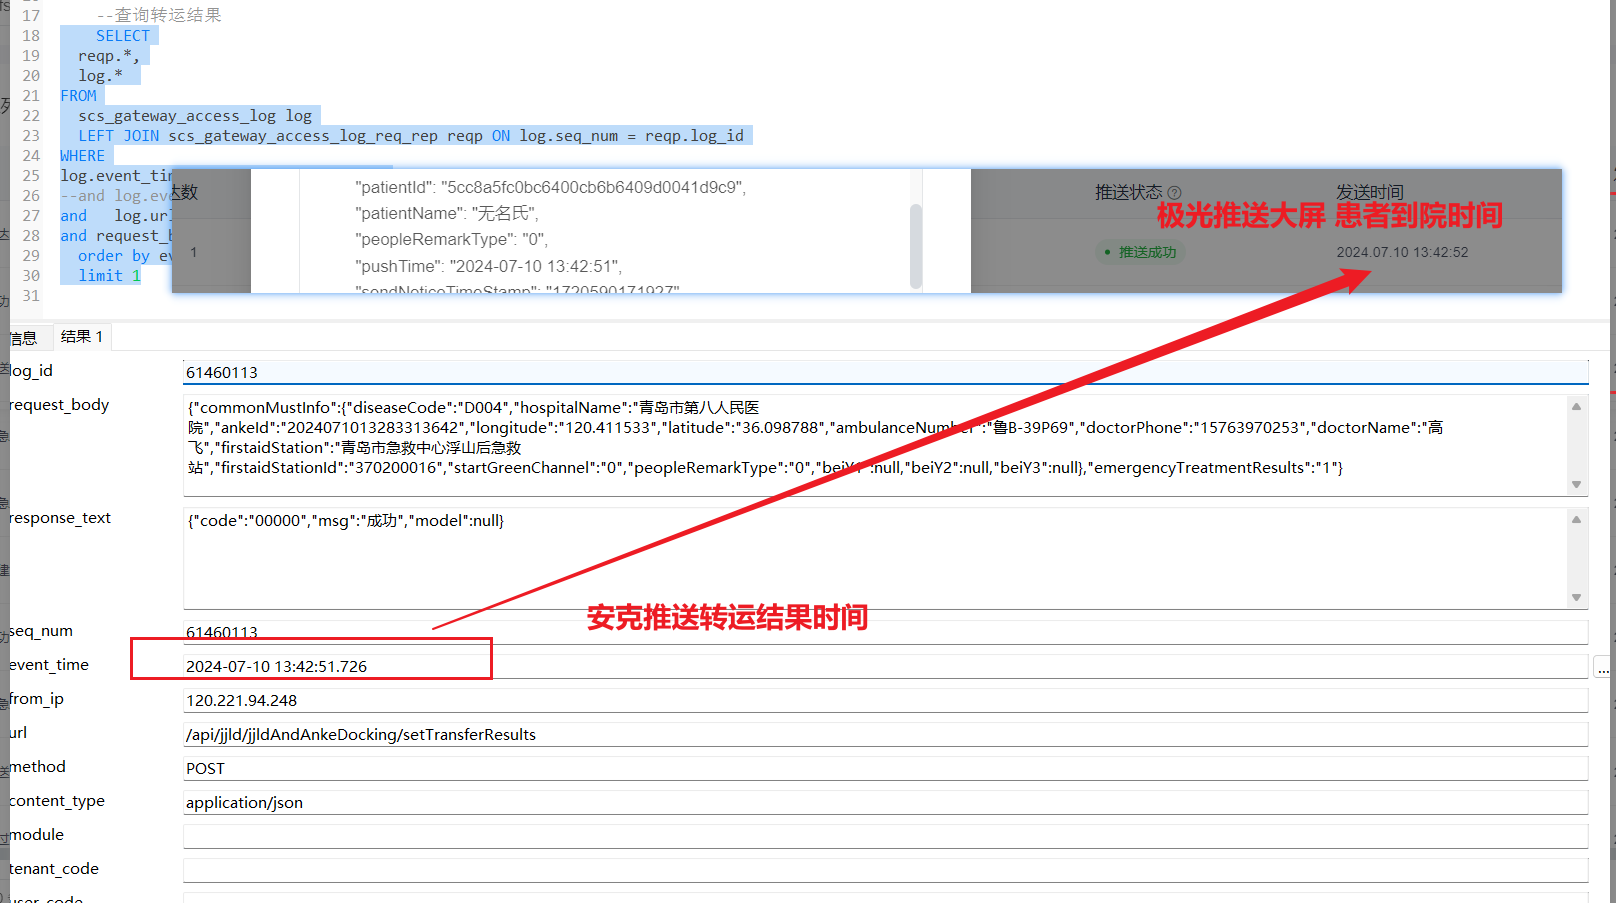 17 --查询转运结果
18 SELECT
19 reqp.*,
20 log.*
21 FROM
22 scs_gateway_access_log log
23 LEFT JOIN scs_gateway_access_log_req_rep reqp ON log.seq_num = reqp.log_id
24 WHERE
25 log.event_tim
26 --and log.eve
27 and log.url
28 and request_b
29 order by ev
30 limit 1
31
达数
1
"patientId": "5cc8a5fc0bc6400cb6b6409d0041d9c9",
"patientName": "无名氏",
"peopleRemarkType": "0",
"pushTime": "2024-07-10 13:42:51",
"sendNoticeTimeStamp": "1720590171927"
推送状态
发送时间
极光推送大屏 患者到院时间
推送成功
2024.07.10 13:42:52
信息
结果 1
log_id
61460113
request_body
{"commonMustInfo":{"diseaseCode":"D004","hospitalName":"青岛市第八人民医
院","ankeId":"2024071013283313642","longitude":"120.411533","latitude":"36.098788","ambulanceNumber":"鲁B-39P69","doctorPhone":"15763970253","doctorName":"高
飞","firstaidStation":"青岛市急救中心浮山后急救
站","firstaidStationId":"370200016","startGreenChannel":"0","peopleRemarkType":"0","beiY1":null,"beiY2":null,"beiY3":null},"emergencyTreatmentResults":"1"}
response_text
{"code":"00000","msg":"成功","model":null}
安克推送转运结果时间
seq_num
61460113
event_time
2024-07-10 13:42:51.726
...
from_ip
120.221.94.248
url
/api/jjld/jjldAndAnkeDocking/setTransferResults
method
POST
content_type
application/json
module
tenant_code
user_code